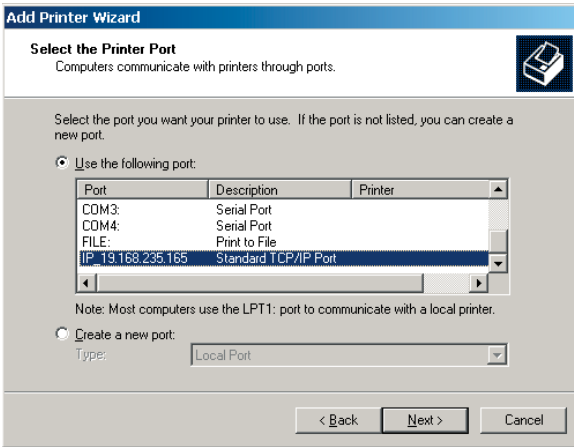 Add Printer Wizard
Select the Printer Port
Computers communicate with printers through ports.
Select the port you want your printer to use. If the port is not listed, you can create a
new port.
Use the following port:
Port Description Printer
COM3: Serial Port
COM4: Serial Port
FILE: Print to File
IP_19.168.235.165 Standard TCP/IP Port
Note: Most computers use the LPT1: port to communicate with a local printer.
Create a new port:
Type: Local Port
< Back Next > Cancel